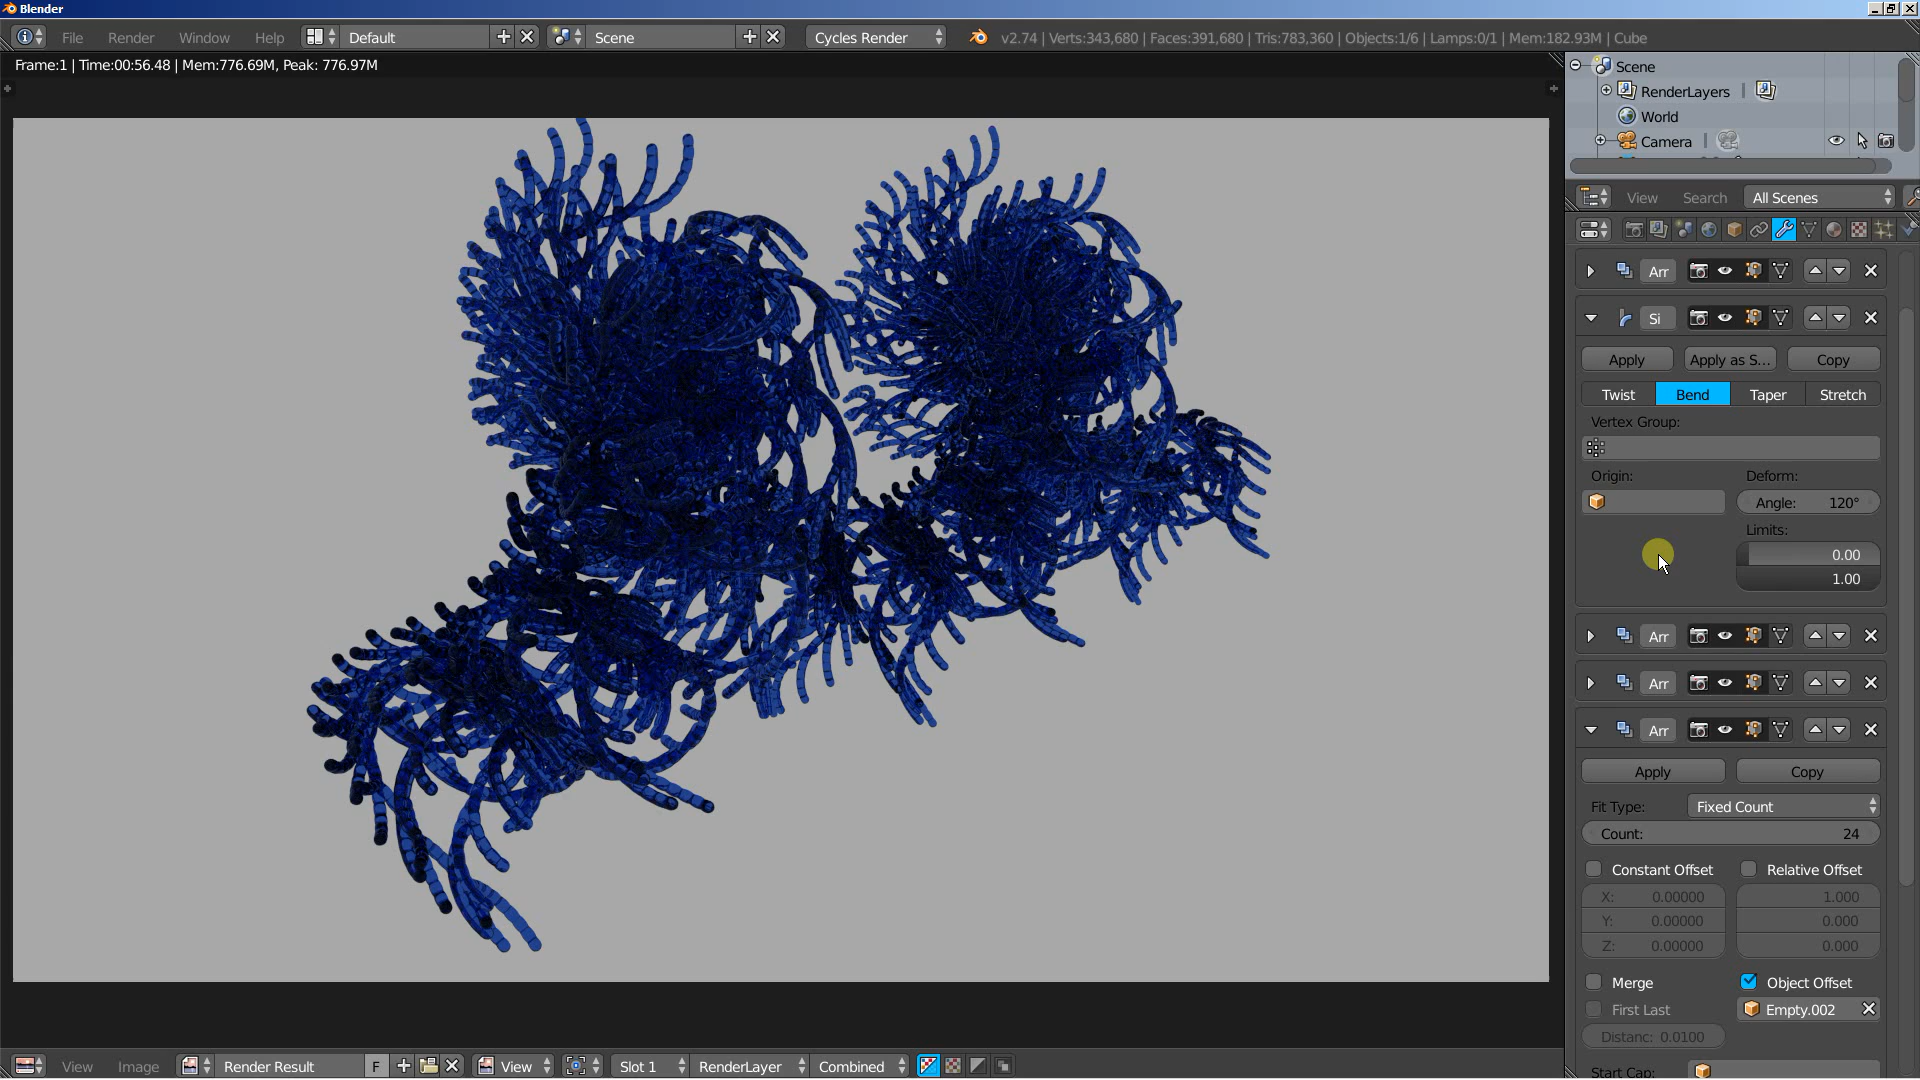 Blender
File Render Window Help Default Scene Cycles Render v2.74 | Verts:343,680 | Faces:391,680 | Tris:783,360 | Objects:1/6 | Lamps:0/1 | Mem:182.93M | Cube
Frame:1 | Time:00:56.48 | Mem:776.69M, Peak: 776.97M
Scene
RenderLayers
World
Camera
View Search All Scenes
Arr
Si
Apply Apply as S... Copy
Twist Bend Taper Stretch
Vertex Group:
Origin: Deform:
Angle: 120°
Limits:
0.00
1.00
Arr
Arr
Arr
Apply Copy
Fit Type: Fixed Count
Count: 24
Constant Offset Relative Offset
X: 0.00000 1.000
Y: 0.00000 0.000
Z: 0.00000 0.000
Merge Object Offset
First Last Empty.002
Distanc: 0.0100
Start Cap:
View Image Render Result F View Slot 1 RenderLayer Combined